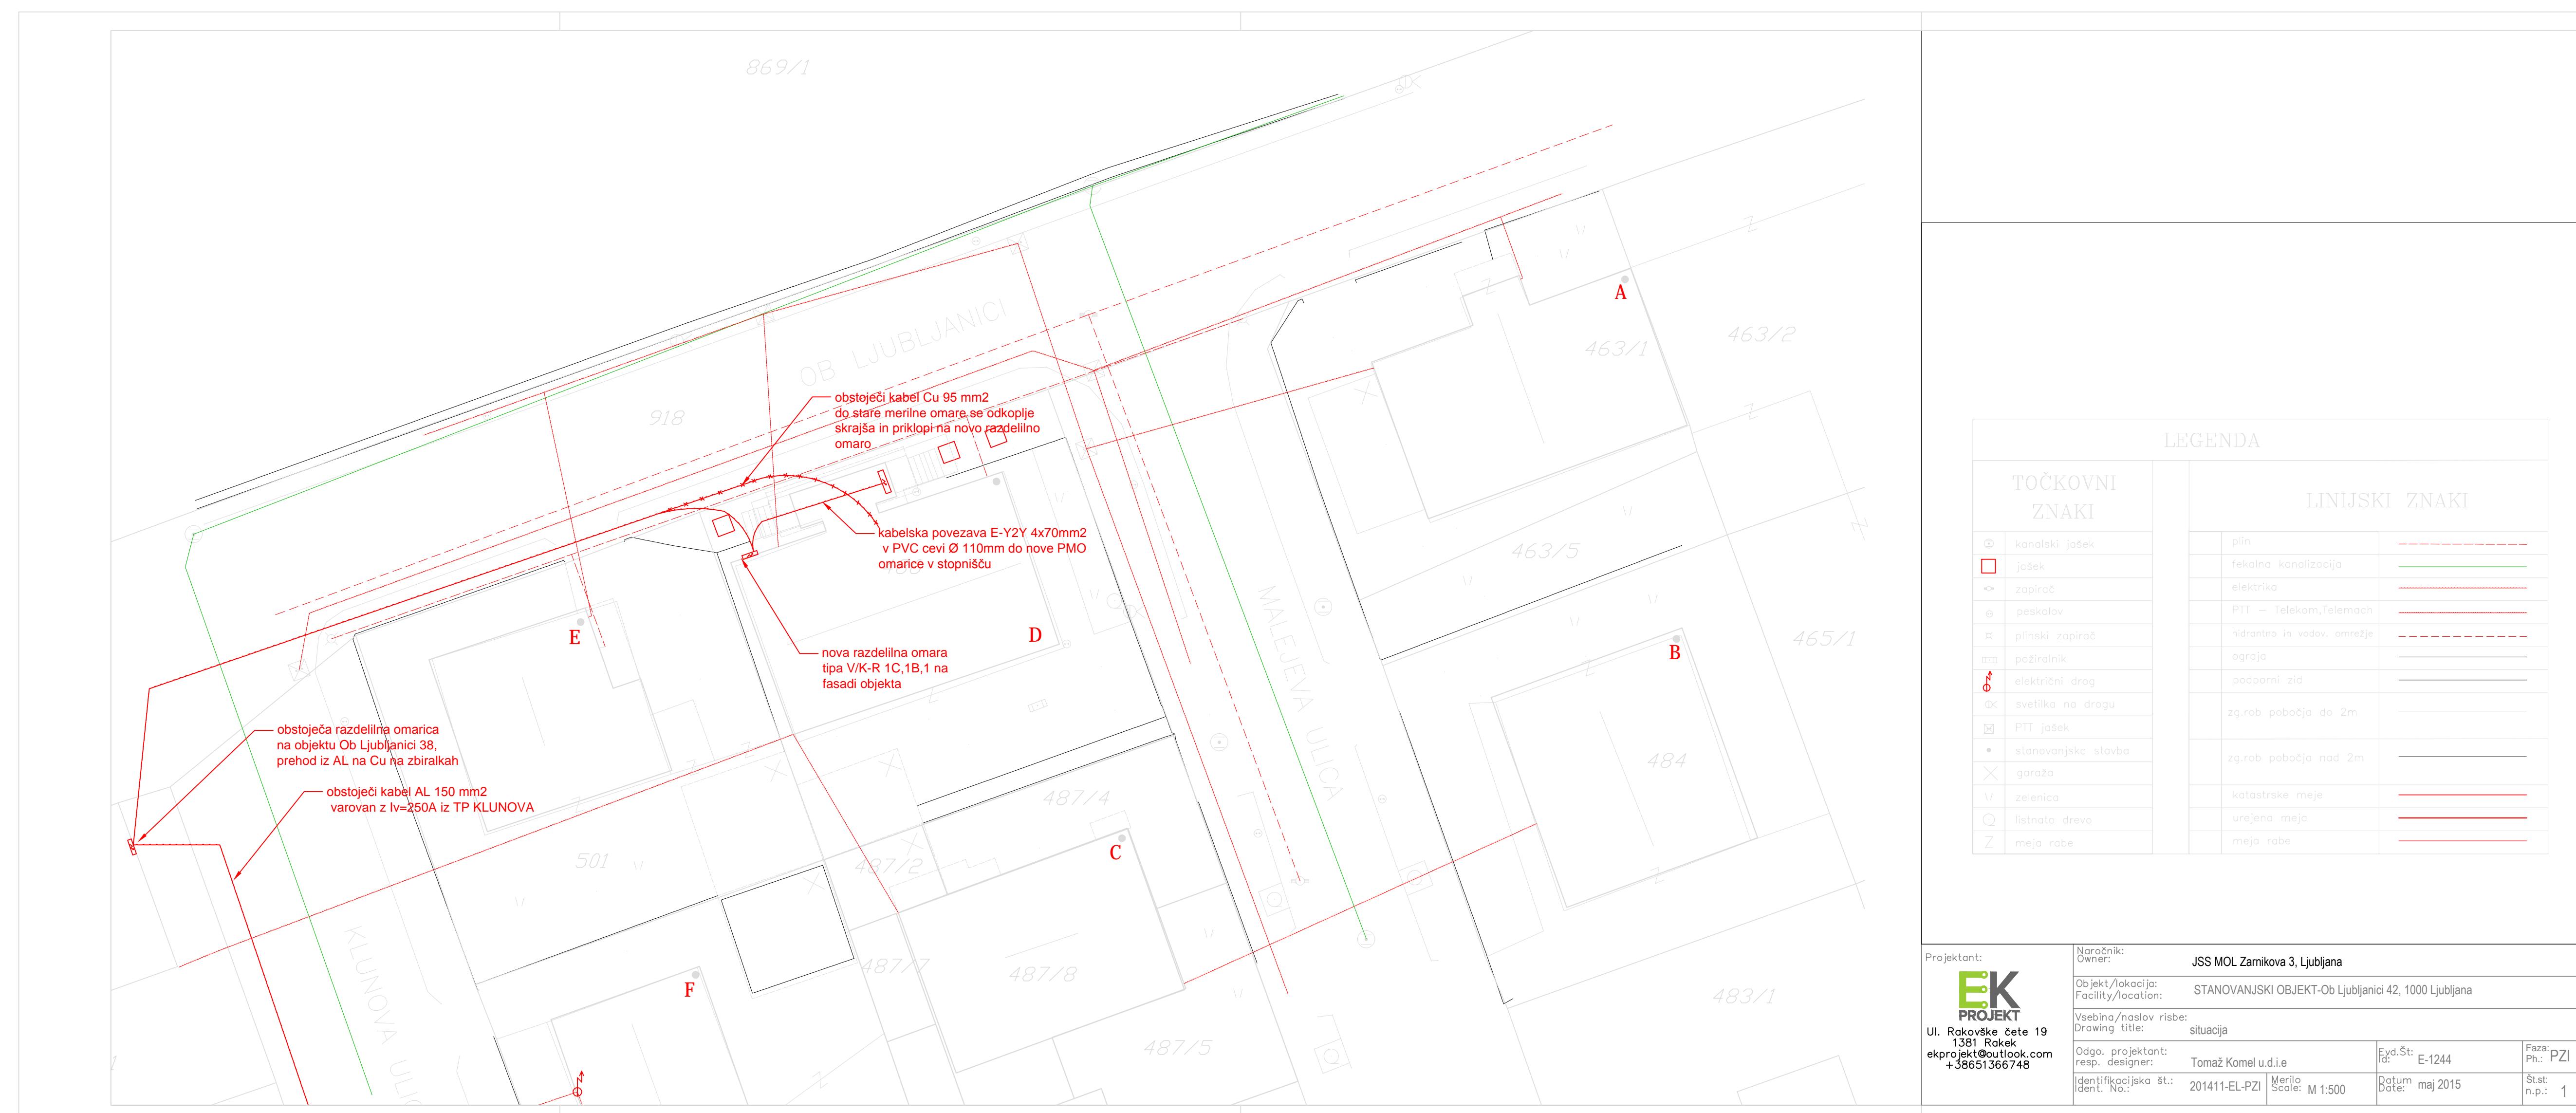 869/1
OB LJUBLJANICI
918
A
463/1
463/2
obstoječi kabel Cu 95 mm2
do stare merilne omare se odkoplje
skrajša in priklopi na novo razdelilno
omaro
kabelska povezava E-Y2Y 4x70mm2
v PVC cevi Ø 110mm do nove PMO
omarice v stopnišču
463/5
MALEJEVA ULICA
E
D
B
465/1
nova razdelilna omara
tipa V/K-R 1C,1B,1 na
fasadi objekta
obstoječa razdelilna omarica
na objektu Ob Ljubljanici 38,
prehod iz AL na Cu na zbiralkah
obstoječi kabel AL 150 mm2
varovan z Iv=250A iz TP KLUNOVA
484
487/4
C
501
487/2
KLUNOVA
F
487/7
487/8
483/1
487/5
LEGENDA
TOČKOVNI
ZNAKI
LINIJSKI ZNAKI
kanalski jašek
jašek
zapirač
peskolov
plinski zapirač
požiralnik
električni drog
svetilka na drogu
PTT jašek
stanovanjska stavba
garaža
zelenica
listnato drevo
Z meja rabe
plin
fekalna kanalizacija
elektrika
PTT - Telekom,Telemach
hidrantno in vodov. omrežje
ograja
podporni zid
zg.rob pobočja do 2m
zg.rob pobočja nad 2m
katastrske meje
urejena meja
meja rabe
Projektant:
EK
PROJEKT
Ul. Rakovške čete 19
1381 Rakek
ekprojekt@outlook.com
+38651366748
Naročnik:
Owner:
JSS MOL Zarnikova 3, Ljubljana
Objekt/lokacija:
Facility/location:
STANOVANJSKI OBJEKT-Ob Ljubljanici 42, 1000 Ljubljana
Vsebina/naslov risbe:
Drawing title:
situacija
Odgo. projektant:
resp. designer:
Tomaž Komel u.d.i.e
Evd.Št:
Id:
E-1244
Faza:
Ph.:
PZI
Identifikacijska št.:
Ident. No.:
201411-EL-PZI
Merilo
Scale:
M 1:500
Datum
Date:
maj 2015
Št.st:
n.p.:
1